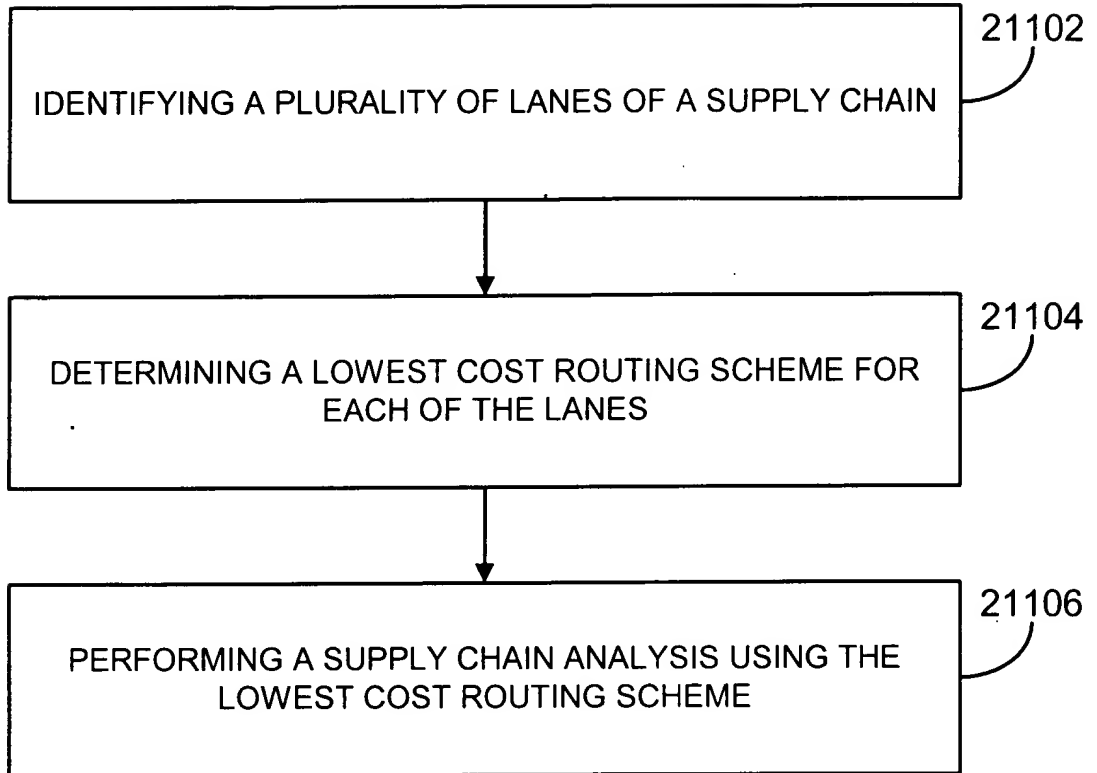 21102
IDENTIFYING A PLURALITY OF LANES OF A SUPPLY CHAIN
21104
DETERMINING A LOWEST COST ROUTING SCHEME FOR
EACH OF THE LANES
21106
PERFORMING A SUPPLY CHAIN ANALYSIS USING THE
LOWEST COST ROUTING SCHEME